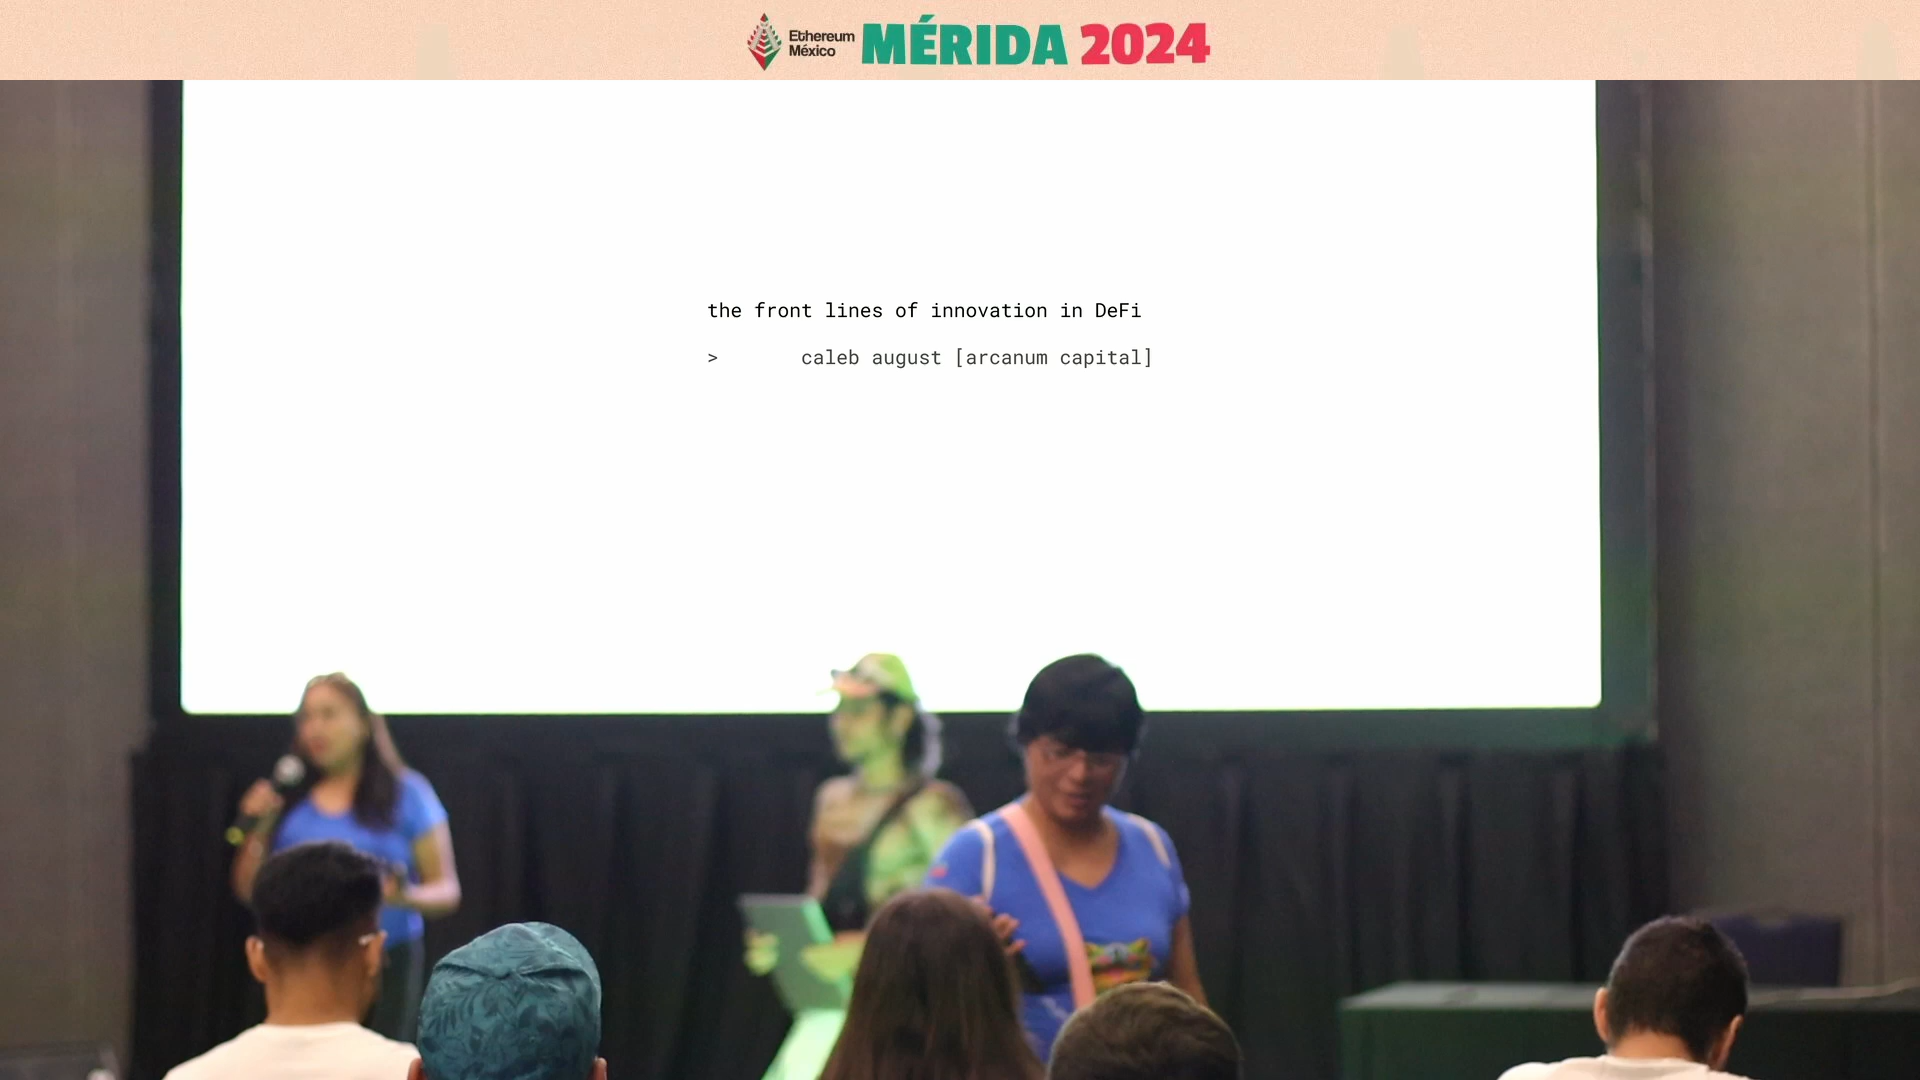 Ethereum
México
MÉRIDA 2024
the front lines of innovation in DeFi
> caleb august [arcanum capital]